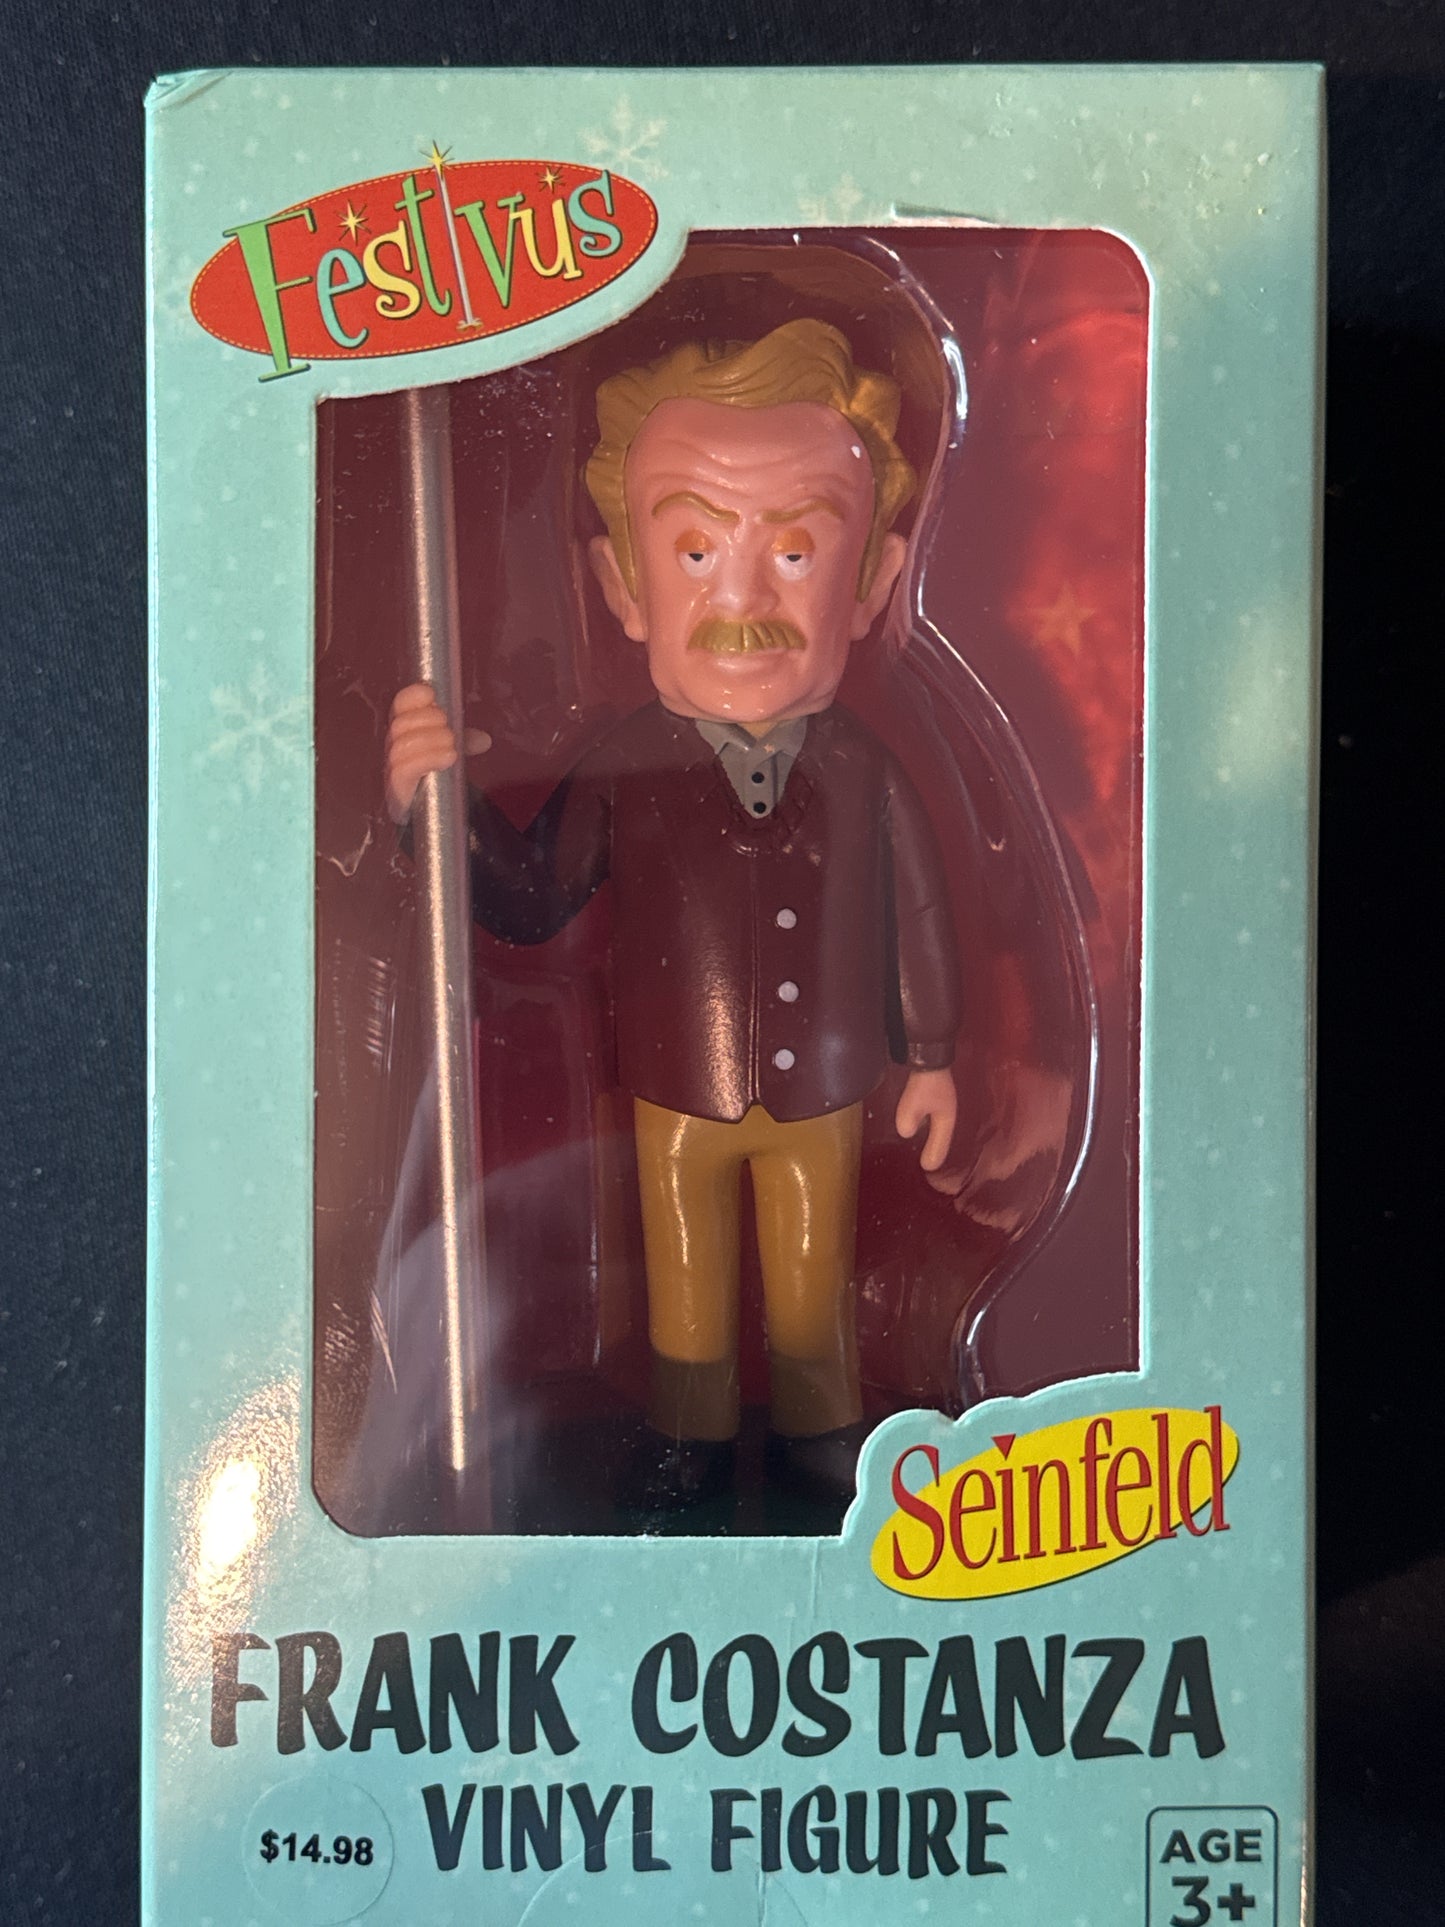 Festivus
Seinfeld
FRANK COSTANZA
VINYL FIGURE
$14.98
AGE
3+